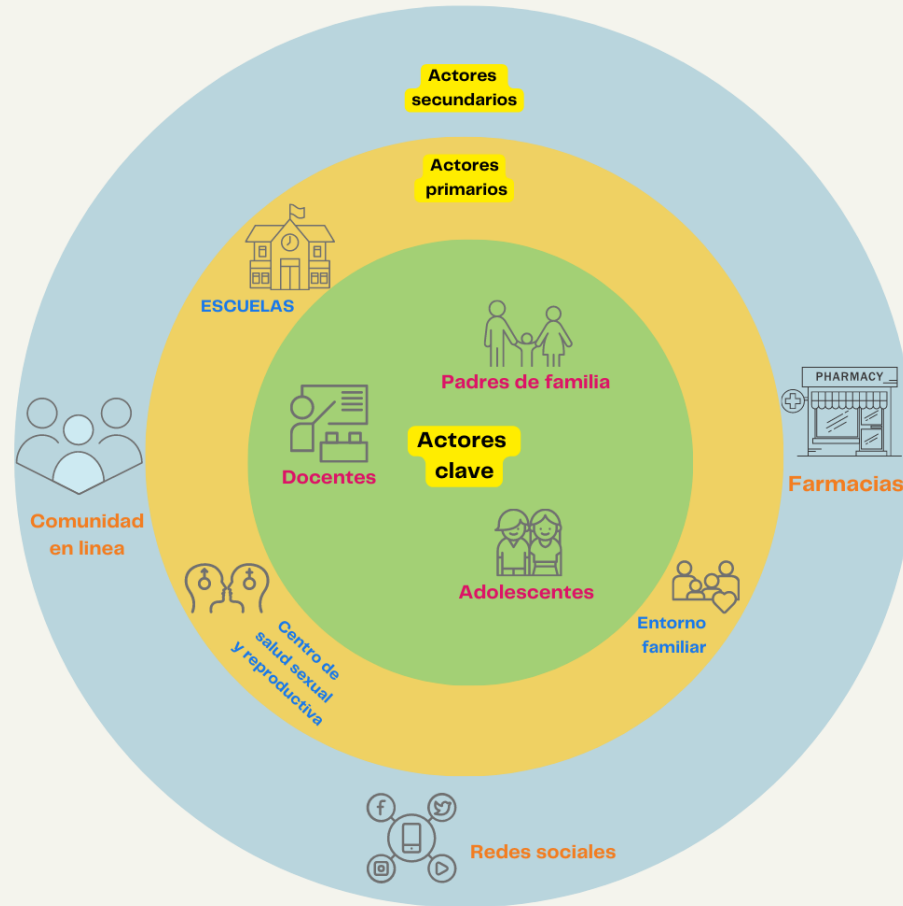 Actores
secundarios
Actores
primarios
ESCUELAS
Padres de familia
PHARMACY
Docentes
Actores
clave
Farmacias
Comunidad
en linea
Adolescentes
Entorno
familiar
Centro de
salud sexual
y reproductiva
Redes sociales